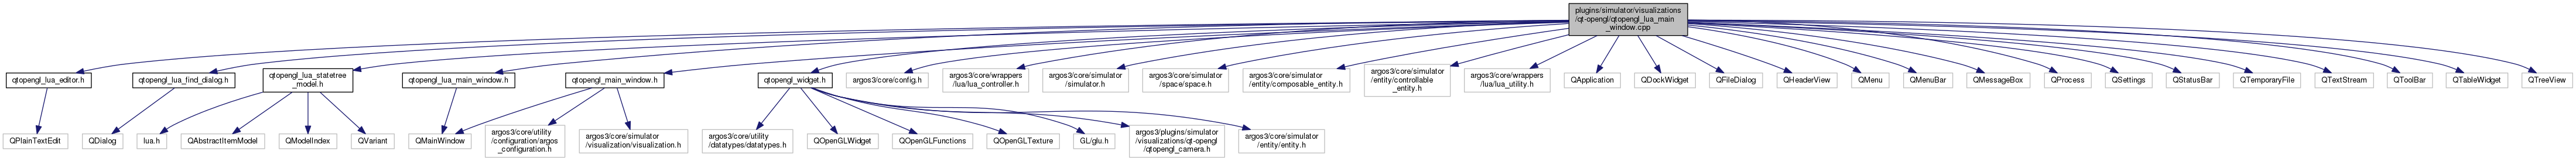 plugins/simulator/visualizations
/qt-opengl/qtopengl_lua_main
_window.cpp
qtopengl_lua_editor.h
qtopengl_lua_find_dialog.h
qtopengl_lua_statetree
_model.h
qtopengl_lua_main_window.h
qtopengl_main_window.h
qtopengl_widget.h
argos3/core/config.h
argos3/core/wrappers
/lua/lua_controller.h
argos3/core/simulator
/simulator.h
argos3/core/simulator
/space/space.h
argos3/core/simulator
/entity/composable_entity.h
argos3/core/simulator
/entity/controllable
_entity.h
argos3/core/wrappers
/lua/lua_utility.h
QApplication
QDockWidget
QFileDialog
QHeaderView
QMenu
QMenuBar
QMessageBox
QProcess
QSettings
QStatusBar
QTemporaryFile
QTextStream
QToolBar
QTableWidget
QTreeView
QPlainTextEdit
QDialog
lua.h
QAbstractItemModel
QModelIndex
QVariant
QMainWindow
argos3/core/utility
/configuration/argos
_configuration.h
argos3/core/simulator
/visualization/visualization.h
argos3/core/utility
/datatypes/datatypes.h
QOpenGLWidget
QOpenGLFunctions
QOpenGLTexture
GL/glu.h
argos3/plugins/simulator
/visualizations/qt-opengl
/qtopengl_camera.h
argos3/core/simulator
/entity/entity.h